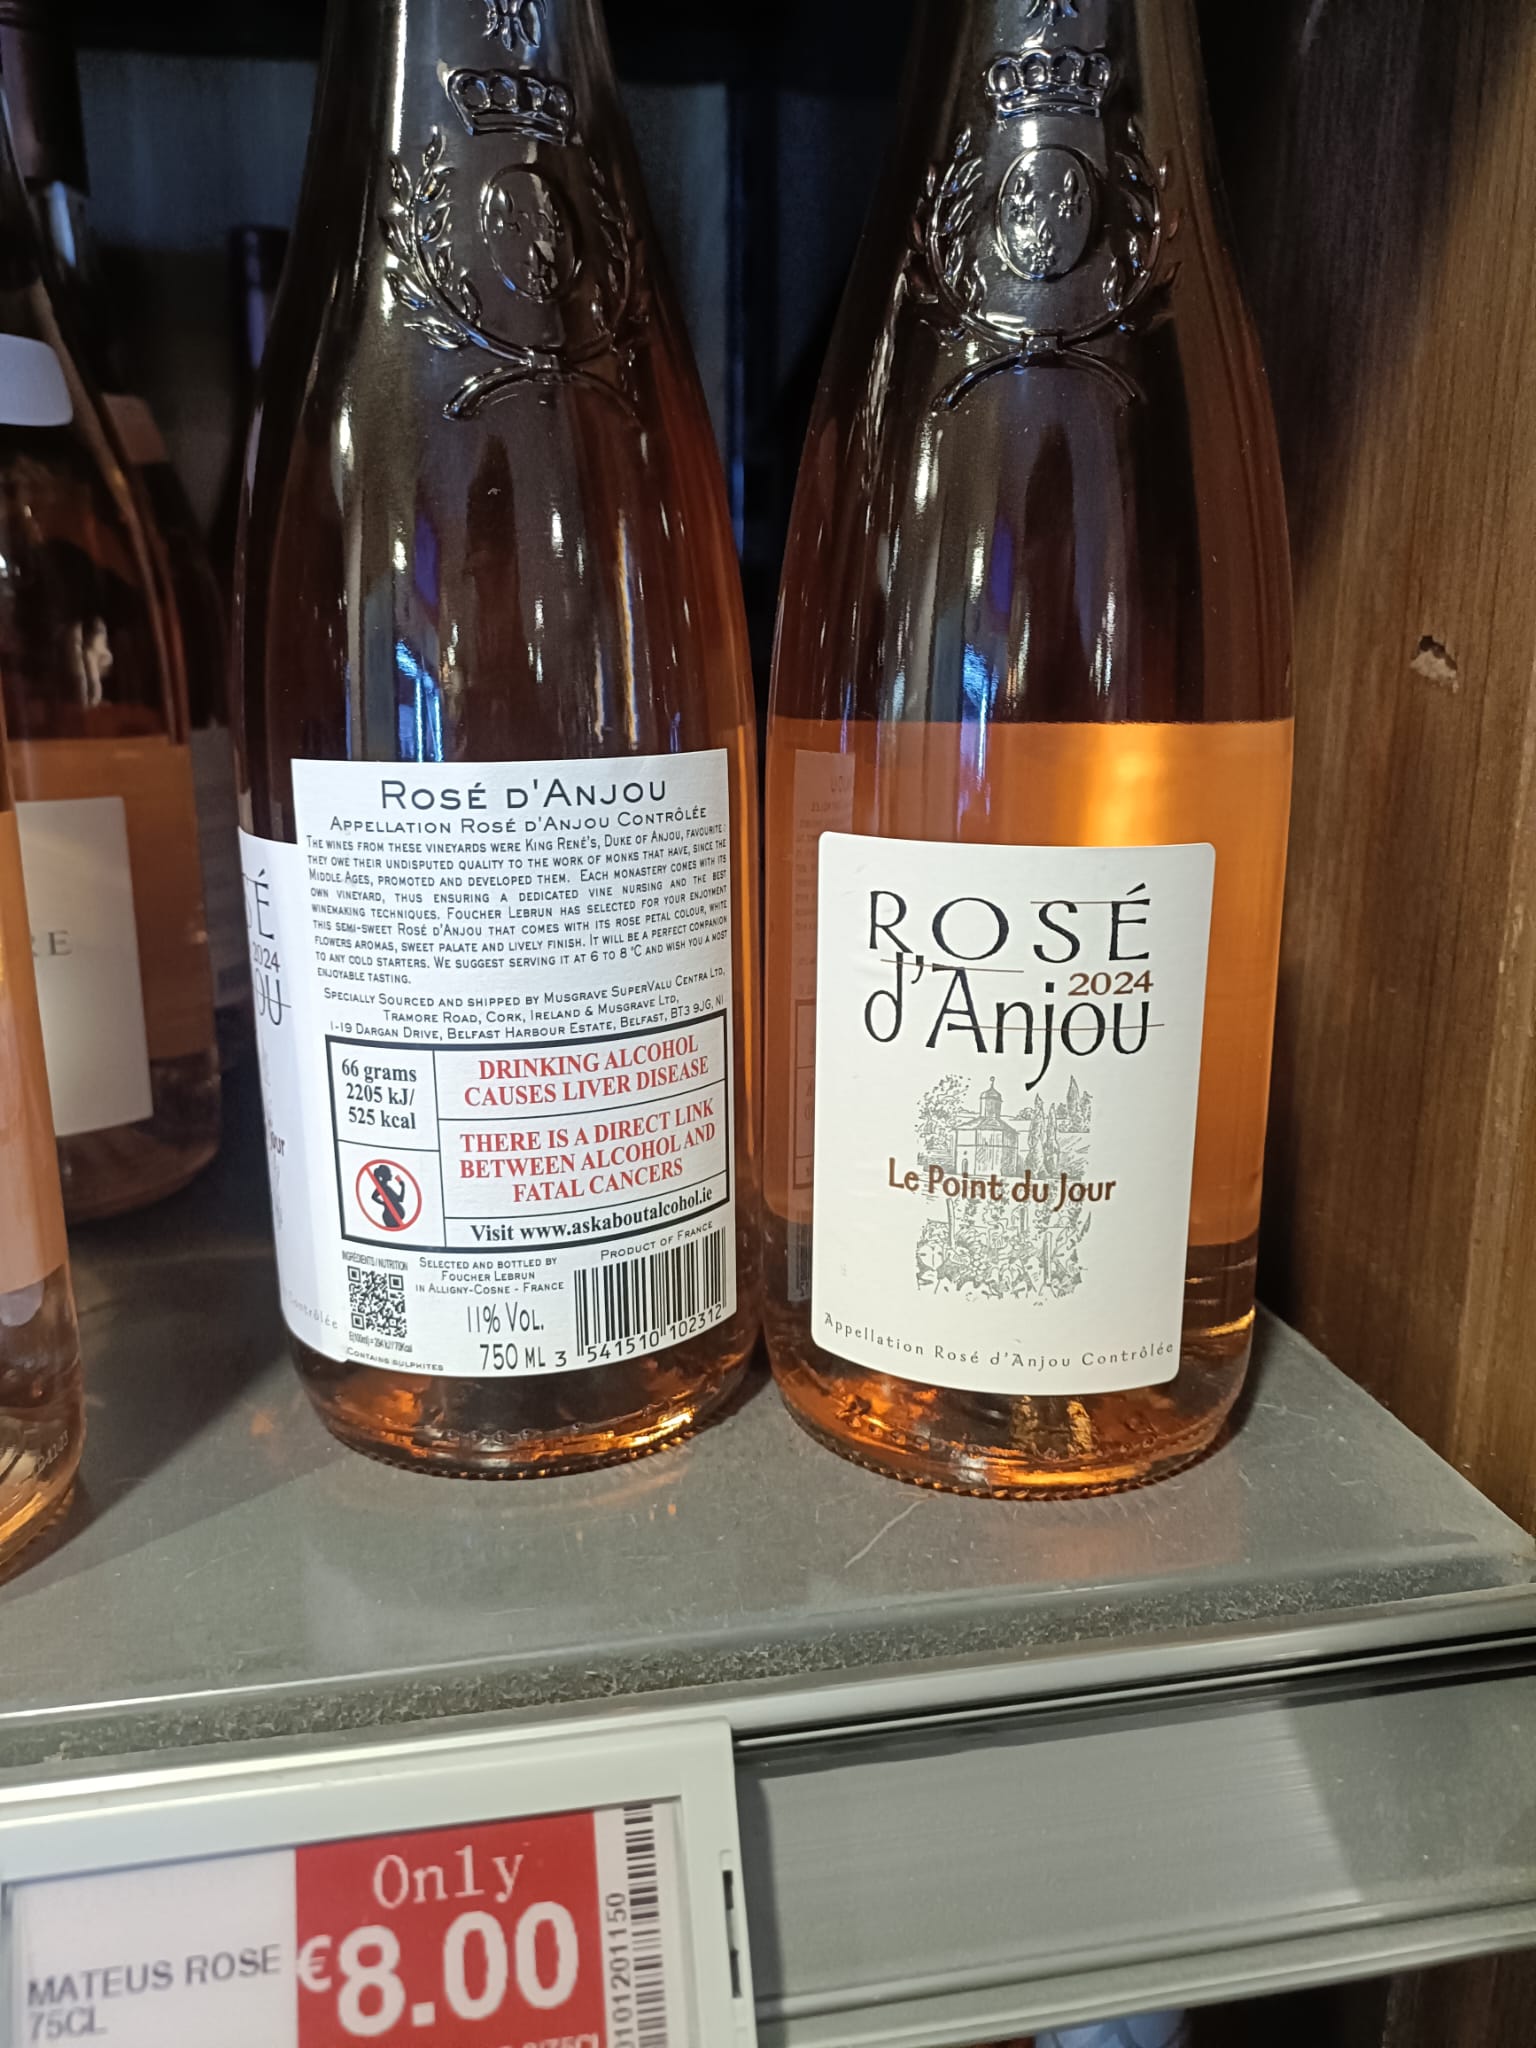 ROSÉ D'ANJOU
APPELLATION ROSÉ D'ANJOU CONTRÔLÉE
THE WINES FROM THESE VINEYARDS WERE KING RENÉ'S, DUKE OF ANJOU, FAVOURITE :
THEY OWE THEIR UNDISPUTED QUALITY TO THE WORK OF MONKS THAT HAVE, SINCE THE
MIDDLE AGES, PROMOTED AND DEVELOPED THEM. EACH MONASTERY COMES WITH ITS
OWN VINEYARD, THUS ENSURING A DEDICATED VINE NURSING AND THE BEST
WINEMAKING TECHNIQUES. FOUCHER LEBRUN HAS SELECTED FOR YOUR ENJOYMENT
THIS SEMI-SWEET ROSÉ D'ANJOU THAT COMES WITH ITS ROSE PETAL COLOUR, WHITE
FLOWERS AROMAS, SWEET PALATE AND LIVELY FINISH. IT WILL BE A PERFECT COMPANION
TO ANY COLD STARTERS. WE SUGGEST SERVING IT AT 6 TO 8 °C AND WISH YOU A MOST
ENJOYABLE TASTING.
SPECIALLY SOURCED AND SHIPPED BY MUSGRAVE SUPERVALU CENTRA LTD,
TRAMORE ROAD, CORK, IRELAND & MUSGRAVE LTD,
1-19 DARGAN DRIVE, BELFAST HARBOUR ESTATE, BELFAST, BT3 9JG, NI
66 grams
2205 kJ/
525 kcal
DRINKING ALCOHOL
CAUSES LIVER DISEASE
THERE IS A DIRECT LINK
BETWEEN ALCOHOL AND
FATAL CANCERS
Visit www.askaboutalcohol.ie
INGREDIENTS / NUTRITION
SELECTED AND BOTTLED BY
FOUCHER LEBRUN
IN ALLIGNY-COSNE - FRANCE
PRODUCT OF FRANCE
11% VOL.
750 ML
3 541510 102312
CONTAINS SULPHITES
SÉ
2024
OU
Jour
Contrôlée
RE
ROSÉ
2024
d'Anjou
Le Point du Jour
Appellation Rosé d'Anjou Contrôlée
MATEUS ROSE
75CL
Only
€8.00